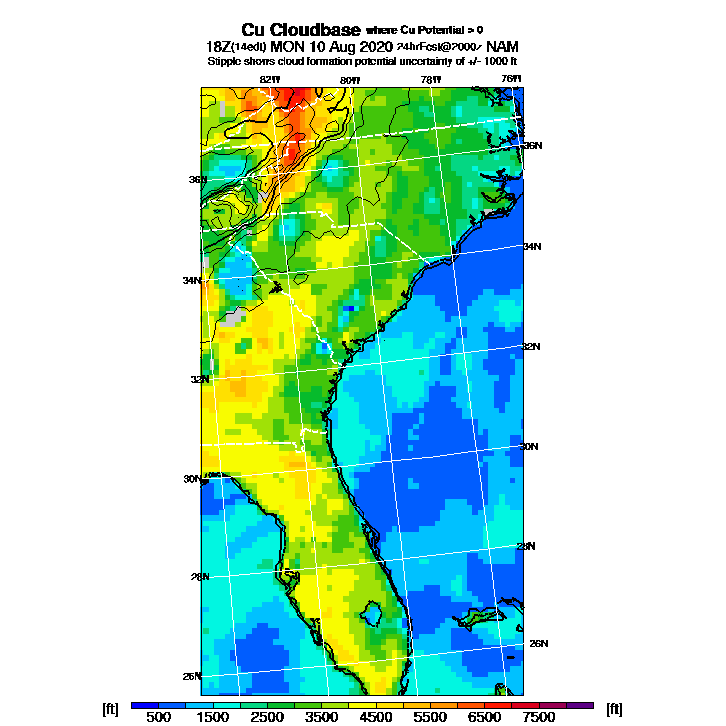 Cu Cloudbase where Cu Potential > 0
18Z(14edt) MON 10 Aug 2020 24hrFcst@2000z NAM
Stipple shows cloud formation potential uncertainty of +/- 1000 ft
82W 80W 78W 76W
36N
36N
34N
34N
32N
32N
30N
30N
28N
28N
26N
26N
[ft] 500 1500 2500 3500 4500 5500 6500 7500 [ft]